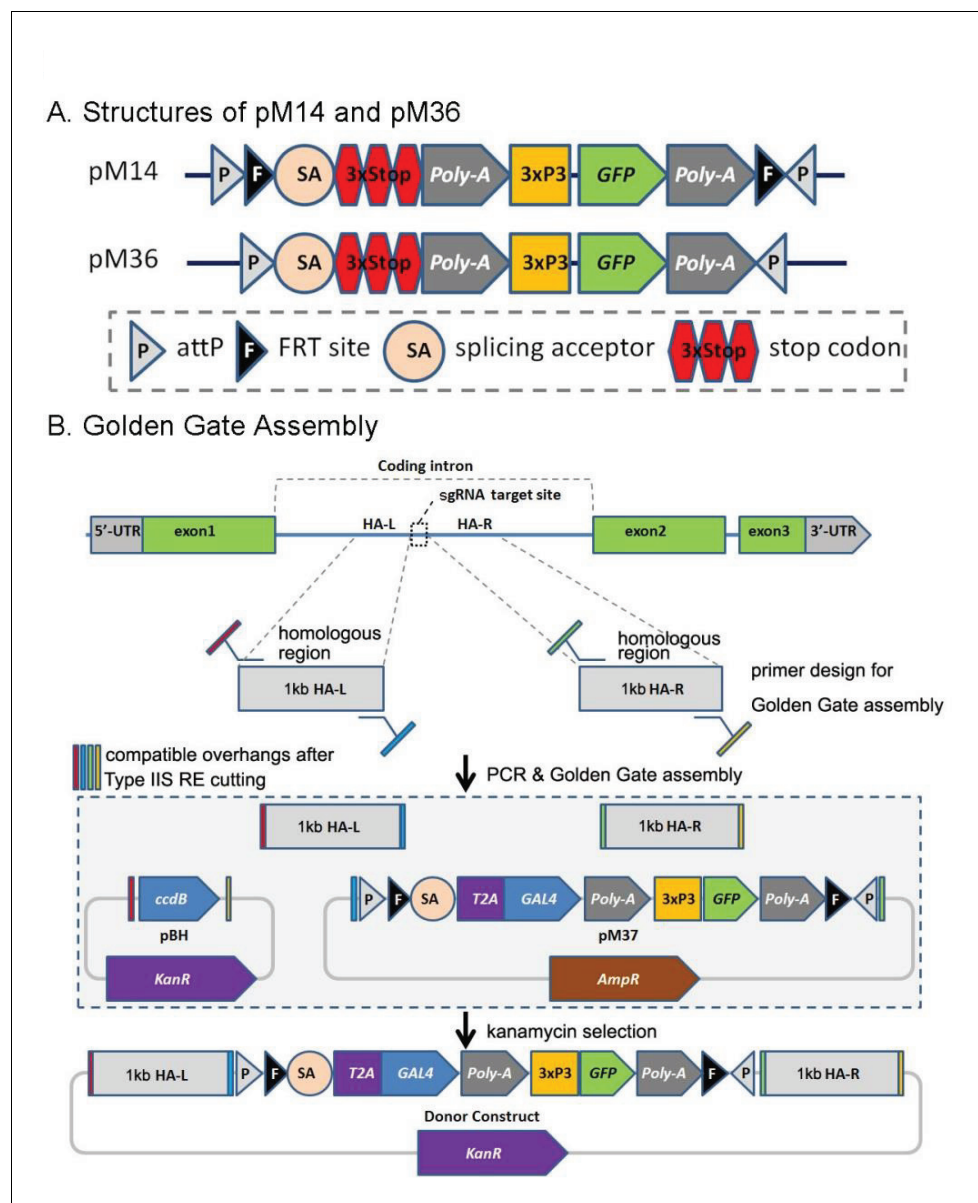 A. Structures of pM14 and pM36
pM14
P F SA 3xStop Poly-A 3xP3 GFP Poly-A F P
pM36
P SA 3xStop Poly-A 3xP3 GFP Poly-A P
P attP F FRT site SA splicing acceptor 3xStop stop codon
B. Golden Gate Assembly
Coding intron
sgRNA target site
HA-L HA-R
5'-UTR exon1 exon2 exon3 3'-UTR
homologous
region
homologous
region
1kb HA-L
1kb HA-R
primer design for
Golden Gate assembly
compatible overhangs after
Type IIS RE cutting
PCR & Golden Gate assembly
1kb HA-L
1kb HA-R
ccdB
pBH
KanR
P F SA T2A GAL4 Poly-A 3xP3 GFP Poly-A F P
pM37
AmpR
kanamycin selection
1kb HA-L P F SA T2A GAL4 Poly-A 3xP3 GFP Poly-A F P 1kb HA-R
Donor Construct
KanR